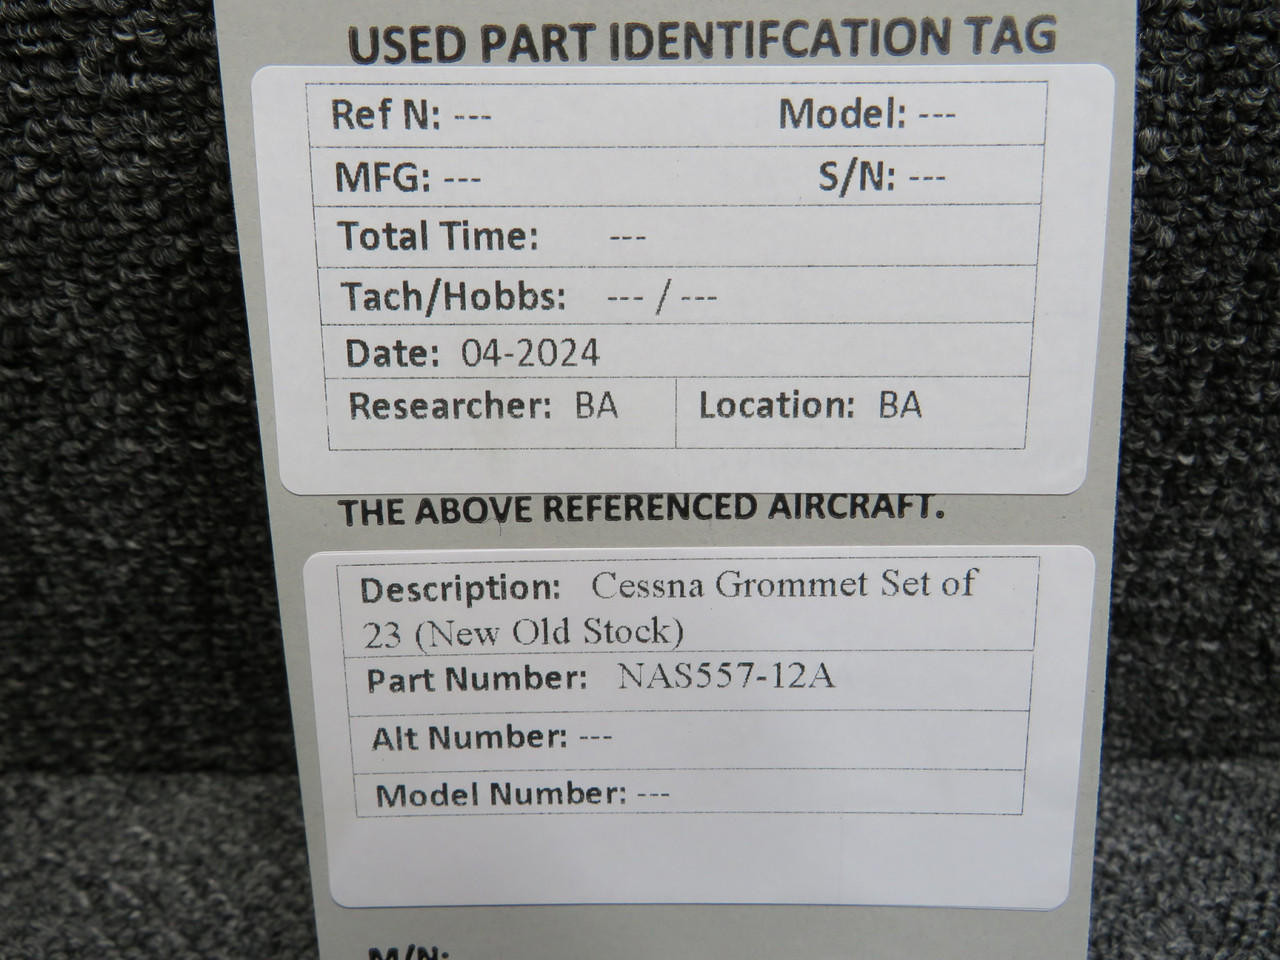 USED PART IDENTIFCATION TAG
Ref N: --- Model: ---
MFG: --- S/N: ---
Total Time: ---
Tach/Hobbs: --- / ---
Date: 04-2024
Researcher: BA Location: BA
THE ABOVE REFERENCED AIRCRAFT.
Description: Cessna Grommet Set of
23 (New Old Stock)
Part Number: NAS557-12A
Alt Number: ---
Model Number: ---
M/N: